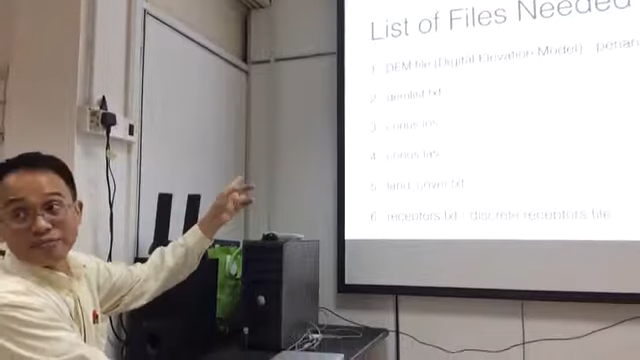 List of Files Needed
1. DEM file (Digital Elevation Model)
2. demlist.txt
3. conus.ins
4. conus.las
5. land_cover.txt
6. receptors.txt discrete receptors file